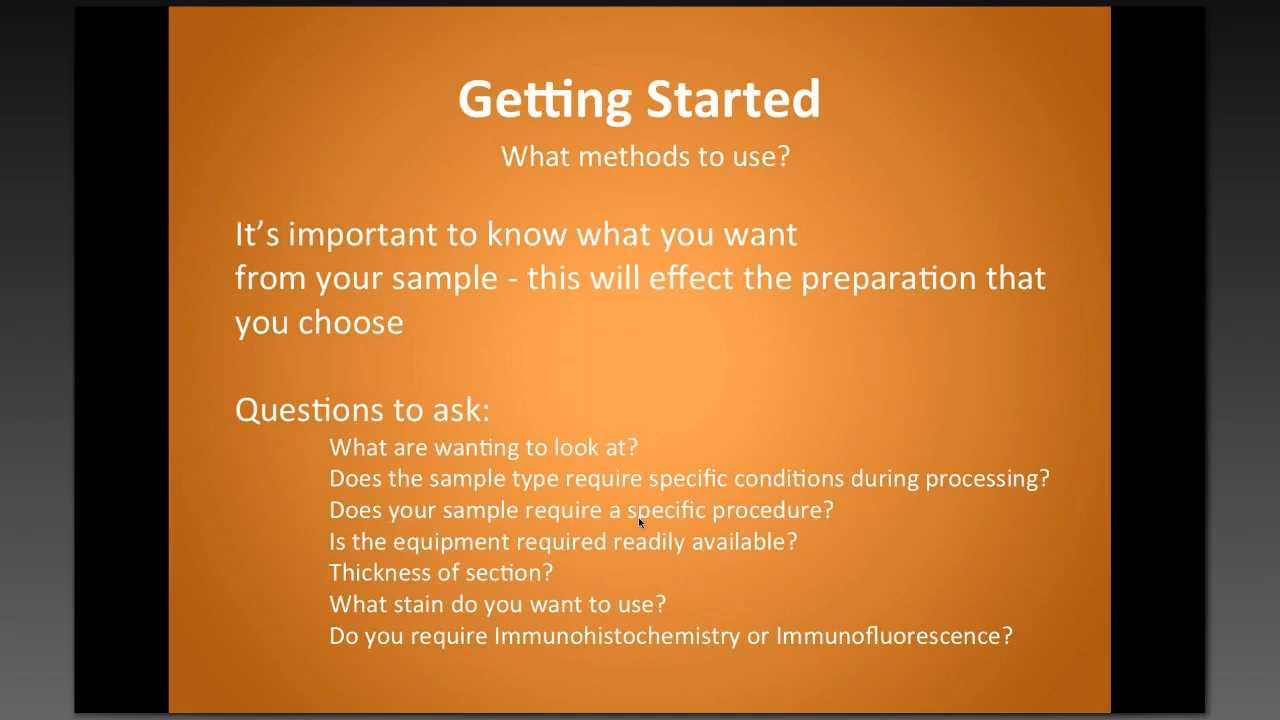 Getting Started
What methods to use?
It's important to know what you want
from your sample - this will effect the preparation that
you choose
Questions to ask:
What are wanting to look at?
Does the sample type require specific conditions during processing?
Does your sample require a specific procedure?
Is the equipment required readily available?
Thickness of section?
What stain do you want to use?
Do you require Immunohistochemistry or Immunofluorescence?